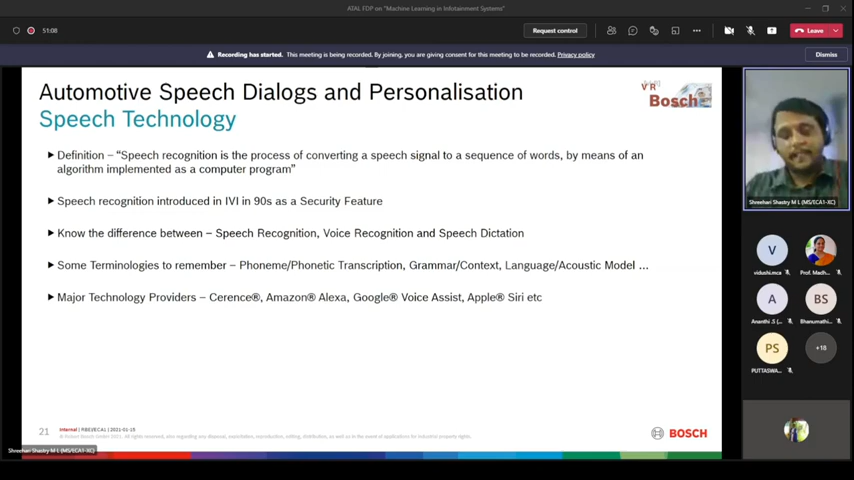 ATAL FDP on "Machine Learning in Infotainment Systems"
51:08
Request control
Leave
Recording has started. This meeting is being recorded. By joining, you are giving consent for this meeting to be recorded. Privacy policy
Dismiss
Automotive Speech Dialogs and Personalisation
Speech Technology
VR
Bosch
Definition – “Speech recognition is the process of converting a speech signal to a sequence of words, by means of an
algorithm implemented as a computer program”
Speech recognition introduced in IVI in 90s as a Security Feature
Know the difference between – Speech Recognition, Voice Recognition and Speech Dictation
Some Terminologies to remember – Phoneme/Phonetic Transcription, Grammar/Context, Language/Acoustic Model ...
Major Technology Providers – Cerence®, Amazon® Alexa, Google® Voice Assist, Apple® Siri etc
Shreehari Shastry M L (MS/ECA1-XC)
V
vidushi.mca
Prof. Madh...
A
Ananthi .S (...
BS
Bhanumathi...
PS
PUTTASWA...
+18
21
Internal | RBEI/ECA1 | 2021-01-15
© Robert Bosch GmbH 2021. All rights reserved, also regarding any disposal, exploitation, reproduction, editing, distribution, as well as in the event of applications for industrial property rights.
BOSCH
Shreehari Shastry M L (MS/ECA1-XC)